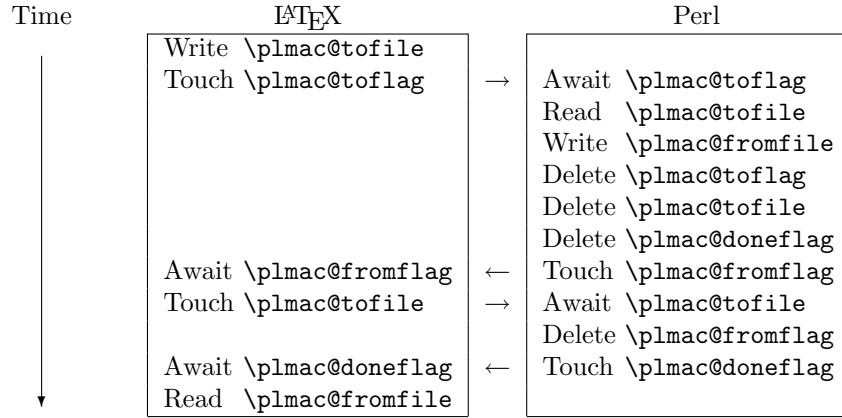 Time LATEX Perl
Write \plmac@tofile
Touch \plmac@toflag → Await \plmac@toflag
Read \plmac@tofile
Write \plmac@fromfile
Delete \plmac@toflag
Delete \plmac@tofile
Delete \plmac@doneflag
Await \plmac@fromflag ← Touch \plmac@fromflag
Touch \plmac@tofile → Await \plmac@tofile
Delete \plmac@fromflag
Await \plmac@doneflag ← Touch \plmac@doneflag
Read \plmac@fromfile